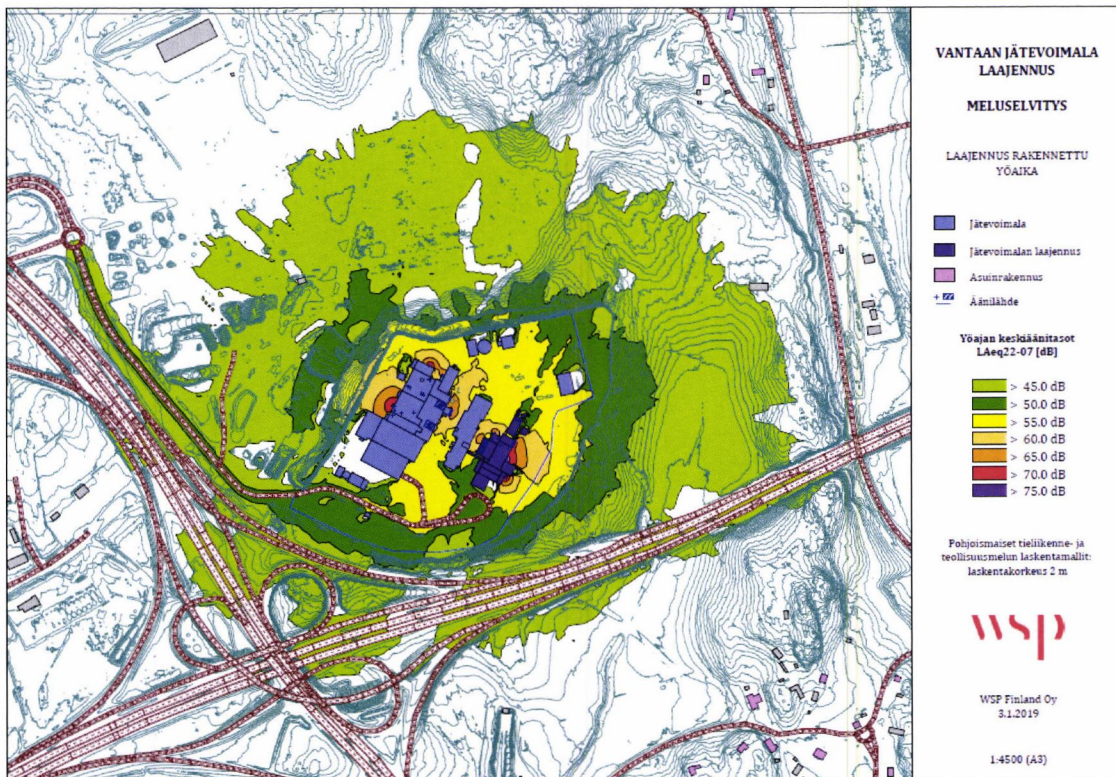 VANTAAN JÄTEVOIMALA
LAAJENNUS
MELUSELVITYS
LAAJENNUS RAKENNETTU
YÖAIKA
Jätevoimala
Jätevoimalan laajennus
Asuinrakennus
Äänilähde
Yöajan keskiäänitasot
LAeq22-07 [dB]
> 45.0 dB
> 50.0 dB
> 55.0 dB
> 60.0 dB
> 65.0 dB
> 70.0 dB
> 75.0 dB
Pohjoismaiset tieliikenne- ja
teollisuusmelun laskentamallit:
laskentakorkeus 2 m
wsp
WSP Finland Oy
3.1.2019
1:4500 (A3)